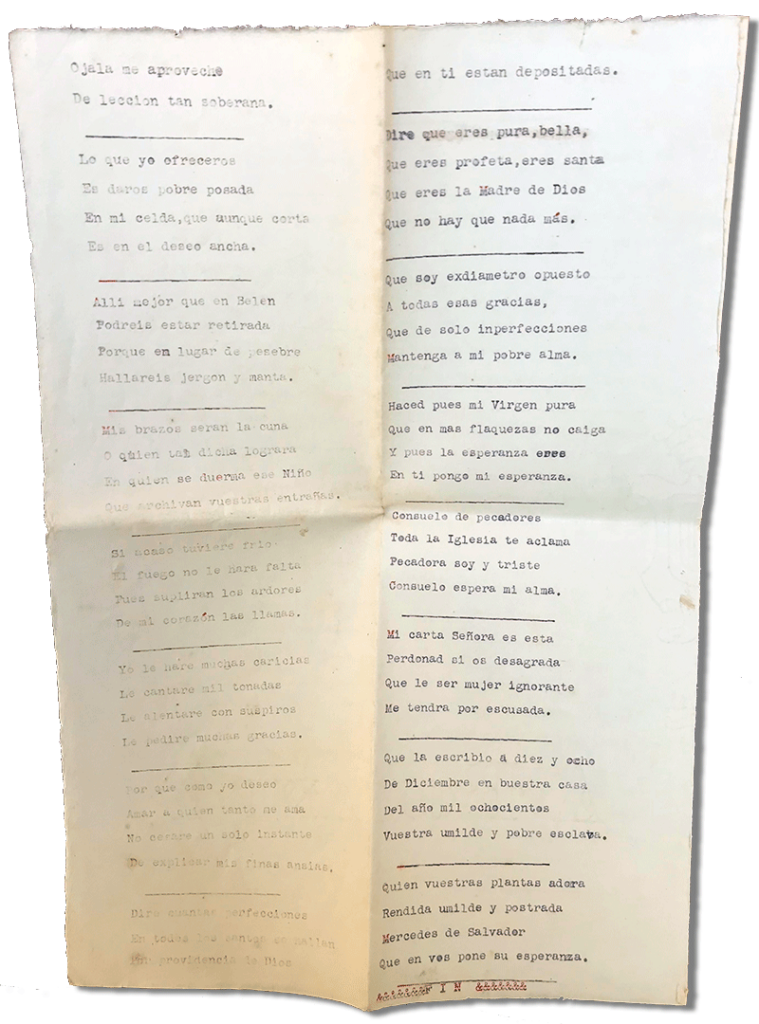 Ojala me aproveche
De leccion tan soberana.
Lo que yo ofreceros
Es daros pobre posada
En mi celda,que aunque corta
Es en el deseo ancha.
Alli mejor que en Belen
Podreis estar retirada
Porque en lugar de pesebre
Hallareis jergon y manta.
Mis brazos seran la cuna
O quien tan dicha lograra
En quien se duerma ese Niño
Que archivan vuestras entrañas.
Si acaso tuviere frio
El fuego no le hara falta
Pues supliran los ardores
De mi corazón las llamas.
Yo le haré muchas caricias
Le cantare mil tonadas
Le alentare con suspiros
Le pedire muchas gracias.
Por que como yo deseo
Amar a quien tanto me ama
No cesare un solo instante
De explicar mis finas ansias,
Dire cuantas perfecciones
En todos los santos se hallan
En providencia de Dios
Que en ti estan depositadas.
Dire que eres pura,bella,
Que eres profeta,eres santa
Que eres la Madre de Dios
Que no hay que nada más.
Que soy exdiametro opuesto
A todas esas gracias,
Que de solo inperfecciones
Mantenga a mi pobre alma.
Haced pues mi Virgen pura
Que en mas flaquezas no caiga
Y pues la esperanza eres
En ti pongo mi esperanza.
Consuelo de pecadores
Toda la Iglesia te aclama
Pecadora soy y triste
Consuelo espera mi alma.
Mi carta Señora es esta
Perdonad si os desagrada
Que le ser mujer ignorante
Me tendra por escusada.
Que la escribio a diez y ocho
De Diciembre en buestra casa
Del año mil ochocientos
Vuestra umilde y pobre esclava.
Quien vuestras plantas adora
Rendida umilde y postrada
Mercedes de Salvador
Que en vos pone su esperanza.
&&&&&&&F I N &&&&&&&